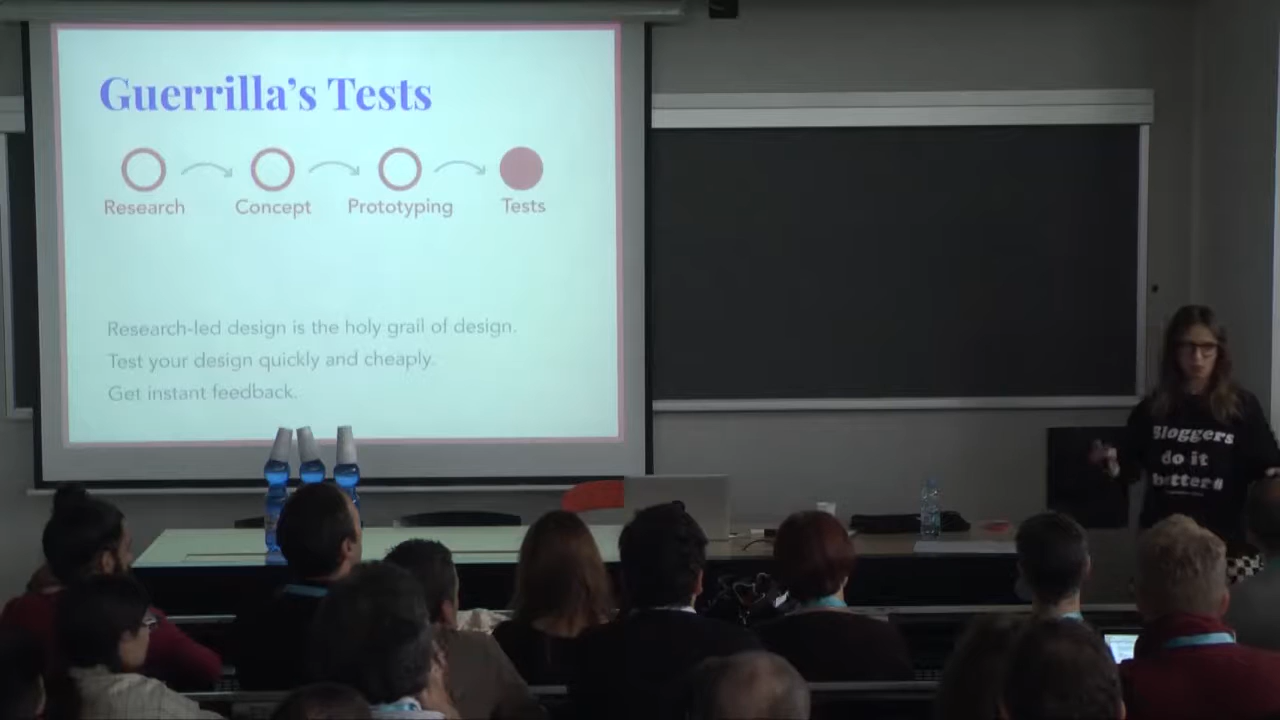 Guerrilla's Tests
Research
Concept
Prototyping
Tests
Research-led design is the holy grail of design.
Test your design quickly and cheaply.
Get instant feedback.
Bloggers
do it
betters